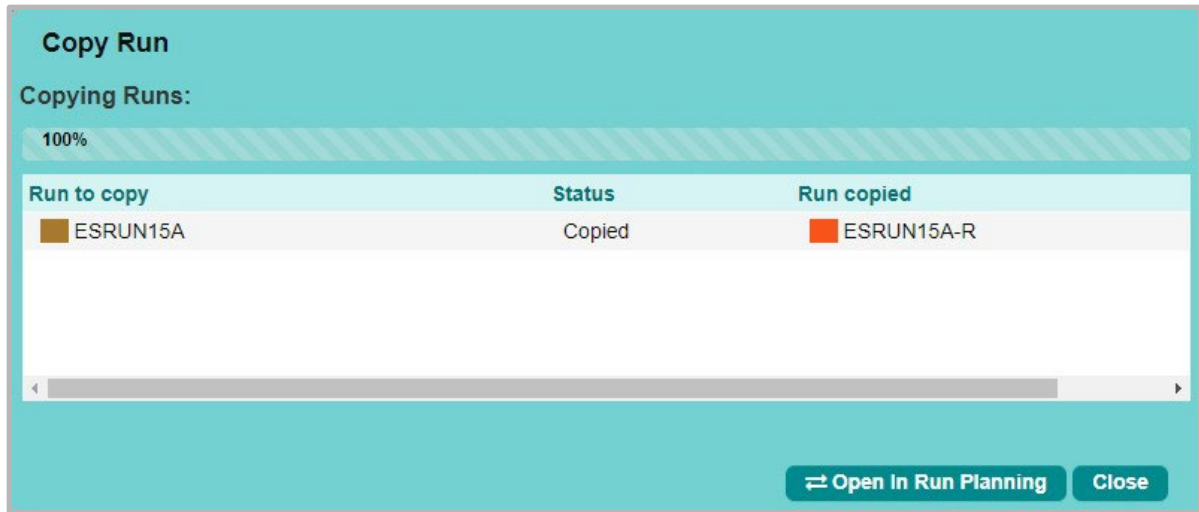 Copy Run
Copying Runs:
100%
Run to copy Status Run copied
ESRUN15A Copied ESRUN15A-R
Open In Run Planning Close